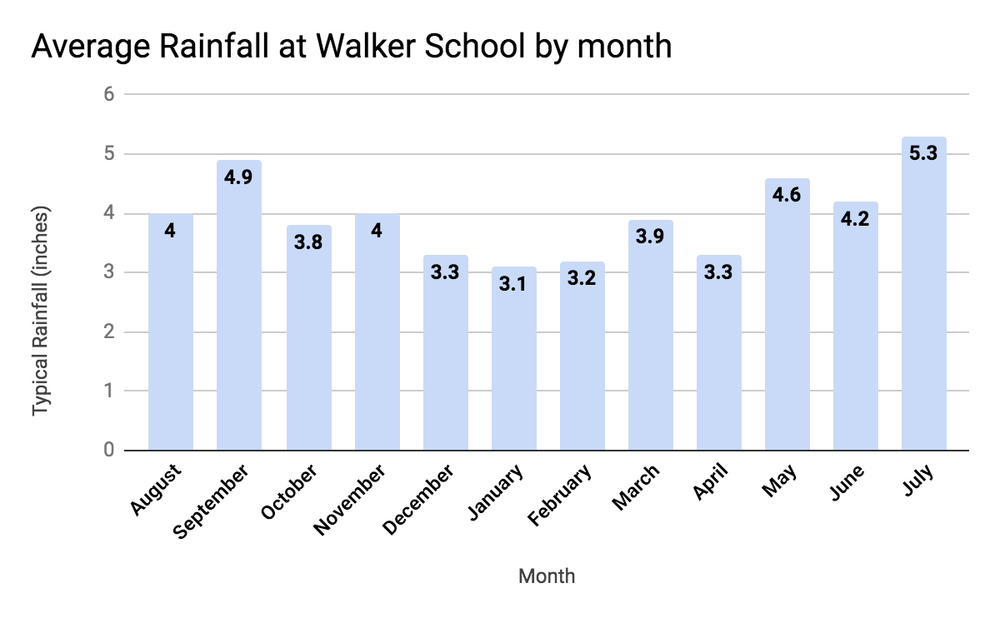 Average Rainfall at Walker School by month
Typical Rainfall (inches)
6
5
4
3
2
1
0
4
4.9
3.8
4
3.3
3.1
3.2
3.9
3.3
4.6
4.2
5.3
August
September
October
November
December
January
February
March
April
May
June
July
Month